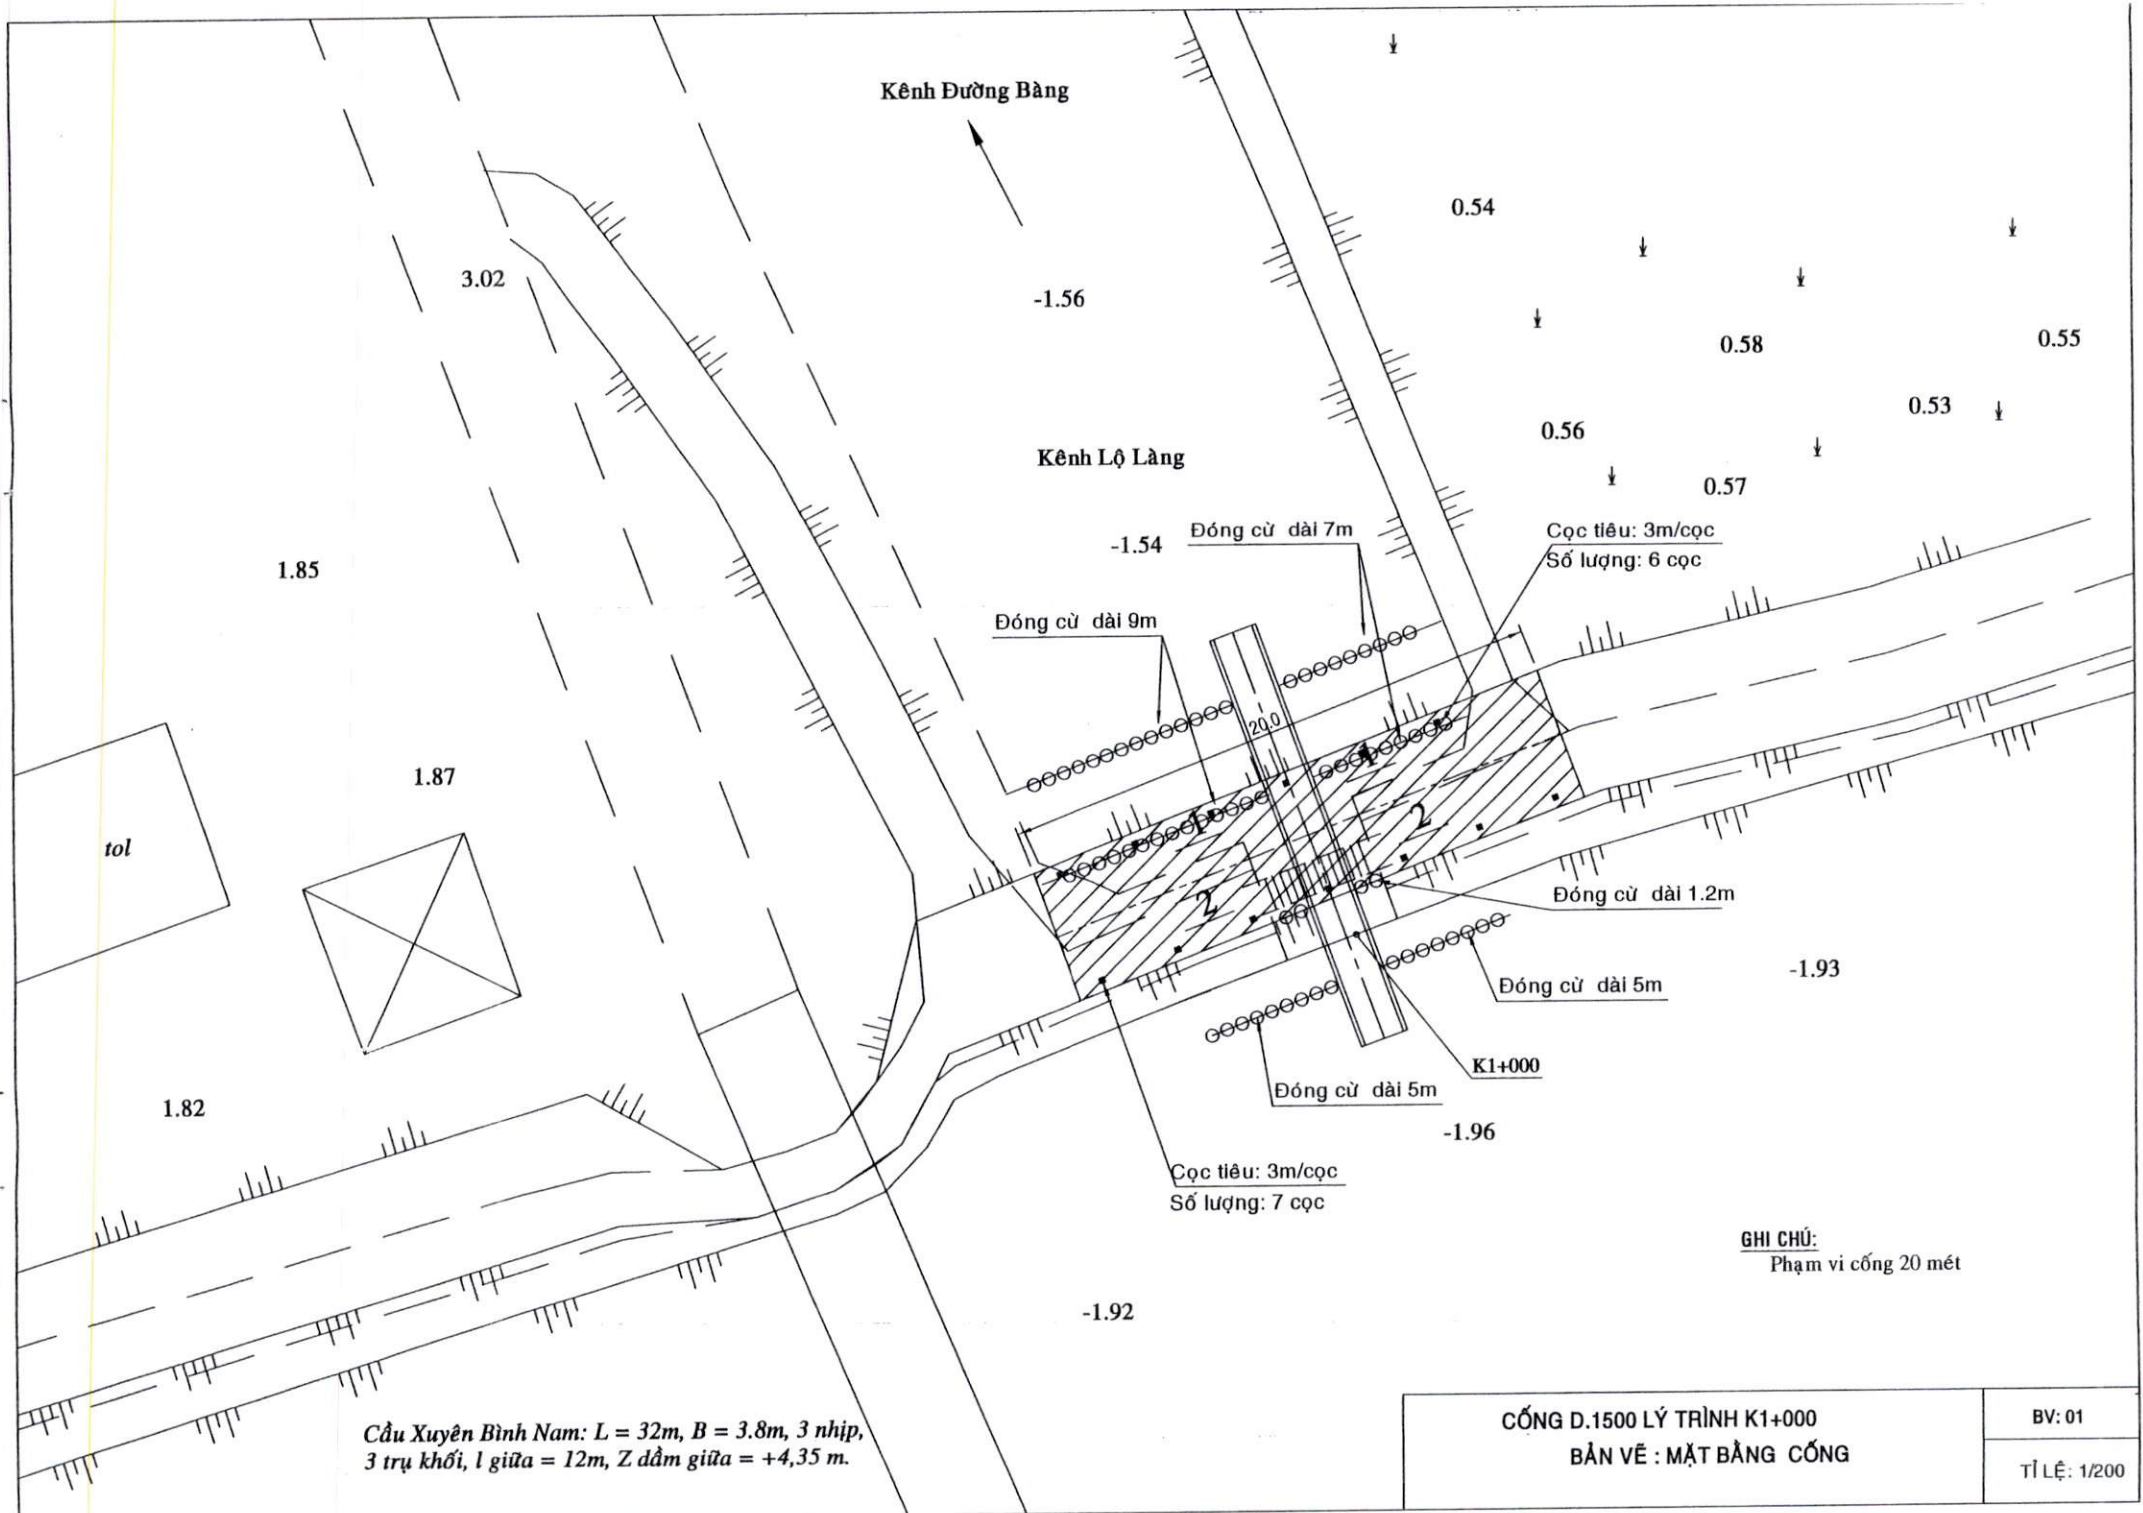 Kênh Đường Bàng
0.54
3.02
-1.56
0.58
0.55
0.53
0.56
Kênh Lộ Làng
0.57
Đóng cừ dài 7m
Cọc tiêu: 3m/cọc
Số lượng: 6 cọc
-1.54
1.85
Đóng cừ dài 9m
20.0
1
1
1.87
2
2
tol
Đóng cừ dài 1.2m
-1.93
Đóng cừ dài 5m
K1+000
Đóng cừ dài 5m
1.82
-1.96
Cọc tiêu: 3m/cọc
Số lượng: 7 cọc
GHI CHÚ:
Phạm vi cống 20 mét
-1.92
Cầu Xuyên Bình Nam: L = 32m, B = 3.8m, 3 nhịp,
3 trụ khối, l giữa = 12m, Z dầm giữa = +4,35 m.
CỐNG D.1500 LÝ TRÌNH K1+000
BẢN VẼ : MẶT BẰNG CỐNG
BV: 01
TỈ LỆ: 1/200